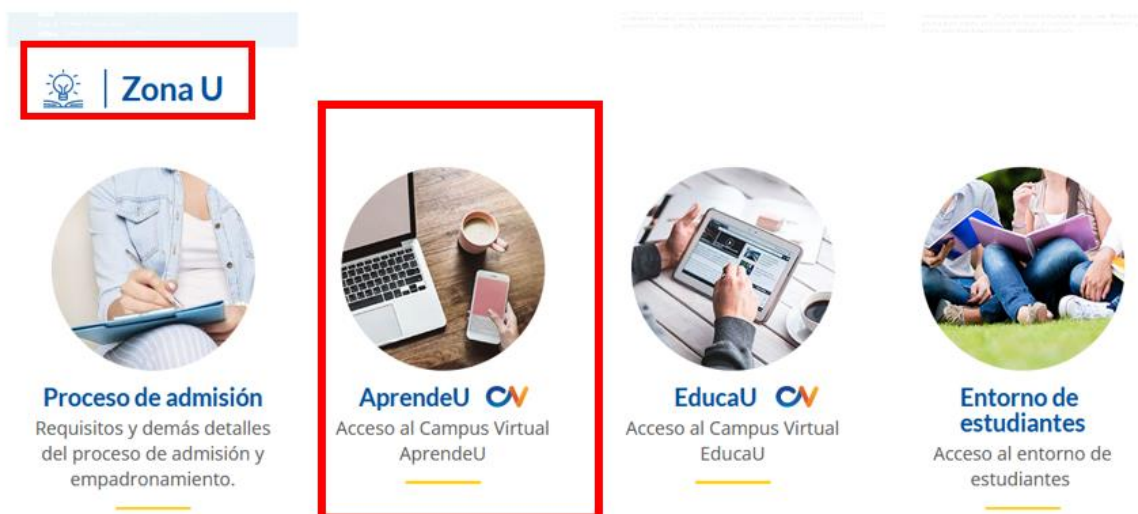 Zona U
Proceso de admisión
Requisitos y demás detalles
del proceso de admisión y
empadronamiento.
AprendeU
Acceso al Campus Virtual
AprendeU
EducaU
Acceso al Campus Virtual
EducaU
Entorno de
estudiantes
Acceso al entorno de
estudiantes